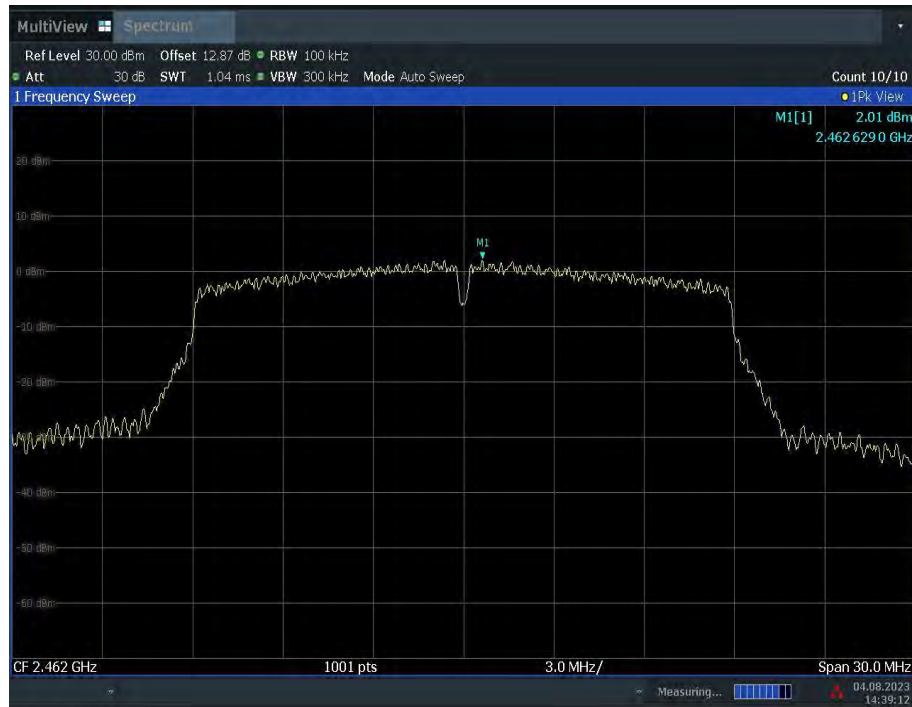 MultiView Spectrum
Ref Level 30.00 dBm Offset 12.87 dB RBW 100 kHz
Att 30 dB SWT 1.04 ms VBW 300 kHz Mode Auto Sweep Count 10/10
1 Frequency Sweep 1Pk View
M1[1] 2.01 dBm
2.4626290 GHz
20 dBm
10 dBm
M1
0 dBm
-10 dBm
-20 dBm
-40 dBm
-50 dBm
-60 dBm
CF 2.462 GHz 1001 pts 3.0 MHz/ Span 30.0 MHz
Measuring... 04.08.2023
14:39:12